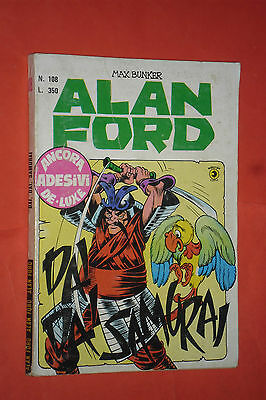 MAX BUNKER
N. 108
L. 350
ALAN
FORD
ANCORA
ADESIVI
DE-LUXE
DAI
DAI SAMURAI